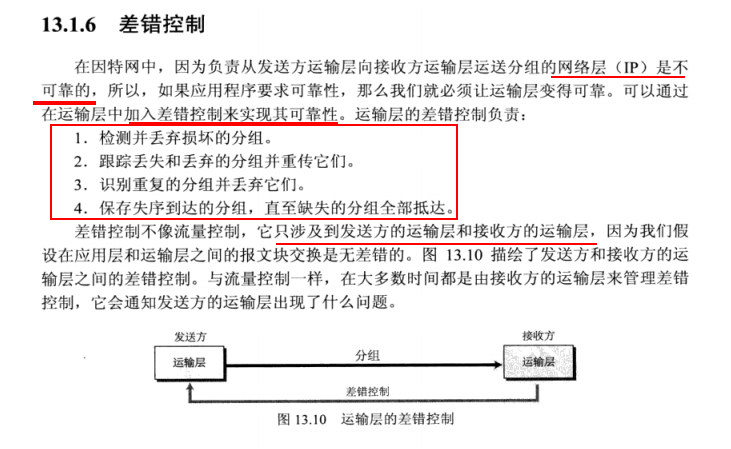 13.1.6 差错控制
在因特网中，因为负责从发送方运输层向接收方运输层运送分组的网络层（IP）是不
可靠的，所以，如果应用程序要求可靠性，那么我们就必须让运输层变得可靠。可以通过
在运输层中加入差错控制来实现其可靠性。运输层的差错控制负责：
1．检测并丢弃损坏的分组。
2．跟踪丢失和丢弃的分组并重传它们。
3．识别重复的分组并丢弃它们。
4．保存失序到达的分组，直至缺失的分组全部抵达。
差错控制不像流量控制，它只涉及到发送方的运输层和接收方的运输层，因为我们假
设在应用层和运输层之间的报文块交换是无差错的。图 13.10 描绘了发送方和接收方的运
输层之间的差错控制。与流量控制一样，在大多数时间都是由接收方的运输层来管理差错
控制，它会通知发送方的运输层出现了什么问题。
发送方
接收方
运输层
分组
运输层
差错控制
图 13.10 运输层的差错控制